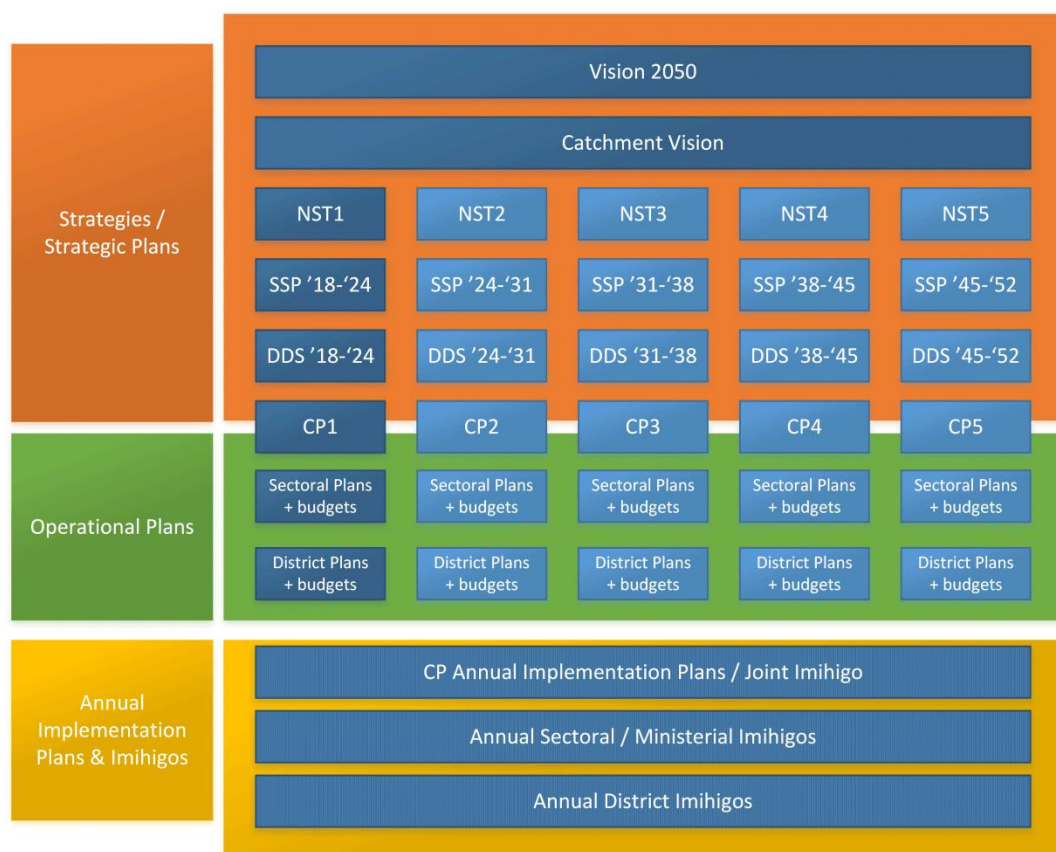 Vision 2050
Catchment Vision
Strategies /
Strategic Plans
NST1
NST2
NST3
NST4
NST5
SSP ’18-‘24
SSP ’24-‘31
SSP ’31-‘38
SSP ’38-‘45
SSP ’45-‘52
DDS ’18-‘24
DDS ’24-‘31
DDS ‘31-‘38
DDS ’38-‘45
DDS ’45-‘52
CP1
CP2
CP3
CP4
CP5
Operational Plans
Sectoral Plans
+ budgets
Sectoral Plans
+ budgets
Sectoral Plans
+ budgets
Sectoral Plans
+ budgets
Sectoral Plans
+ budgets
District Plans
+ budgets
District Plans
+ budgets
District Plans
+ budgets
District Plans
+ budgets
District Plans
+ budgets
Annual
Implementation
Plans & Imihigos
CP Annual Implementation Plans / Joint Imihigo
Annual Sectoral / Ministerial Imihigos
Annual District Imihigos